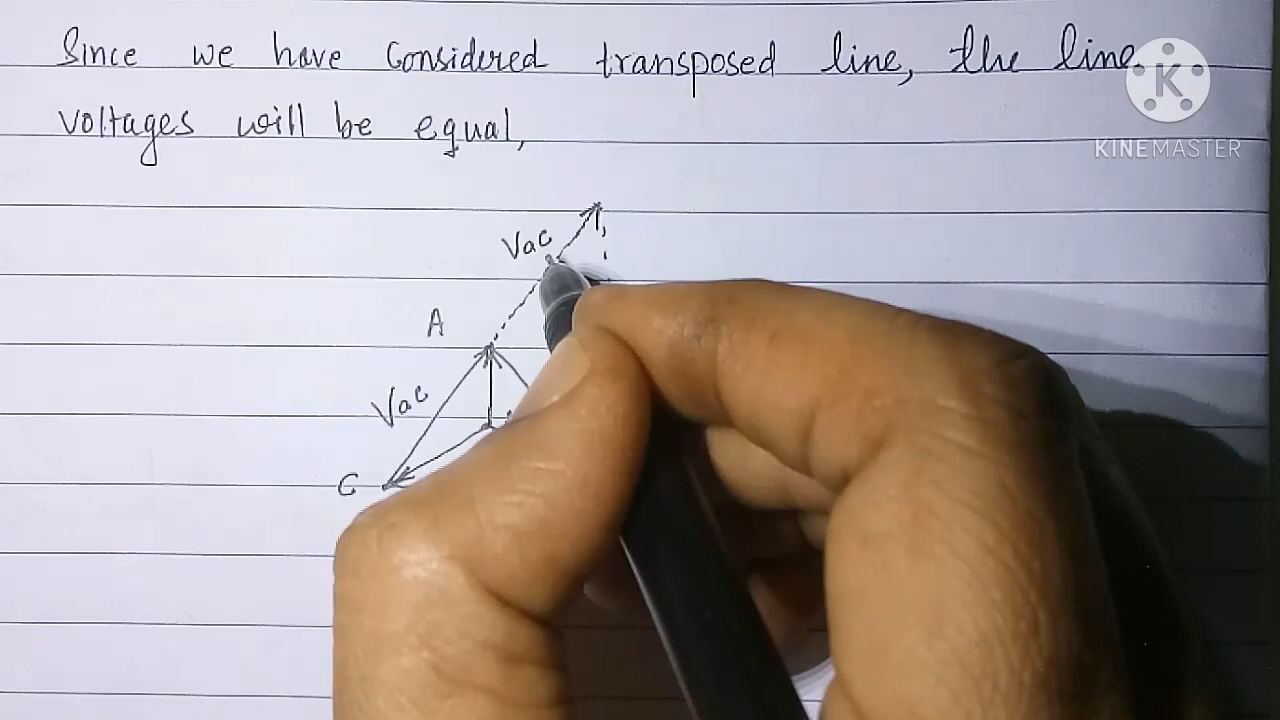 Since we have Considered transposed line, the line
voltages will be equal,
K
KINEMASTER
Vac
A
Vac
C